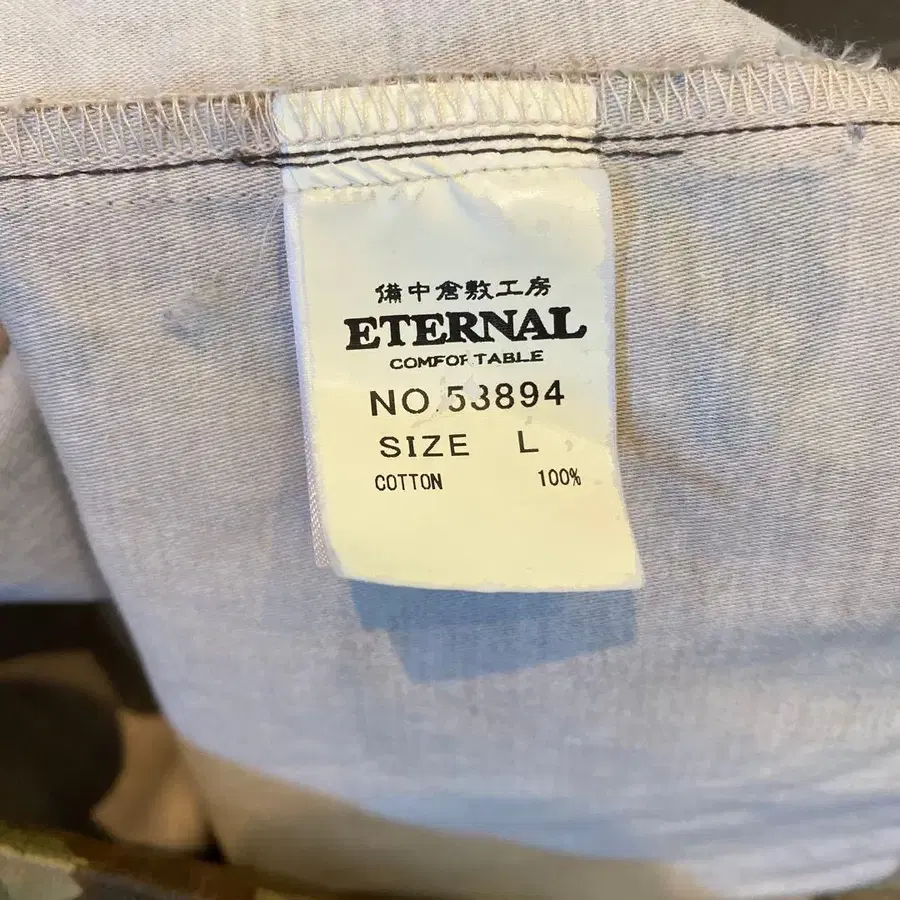 備中倉敷工房
ETERNAL
COMFORTABLE
NO.53894
SIZE L
COTTON 100%